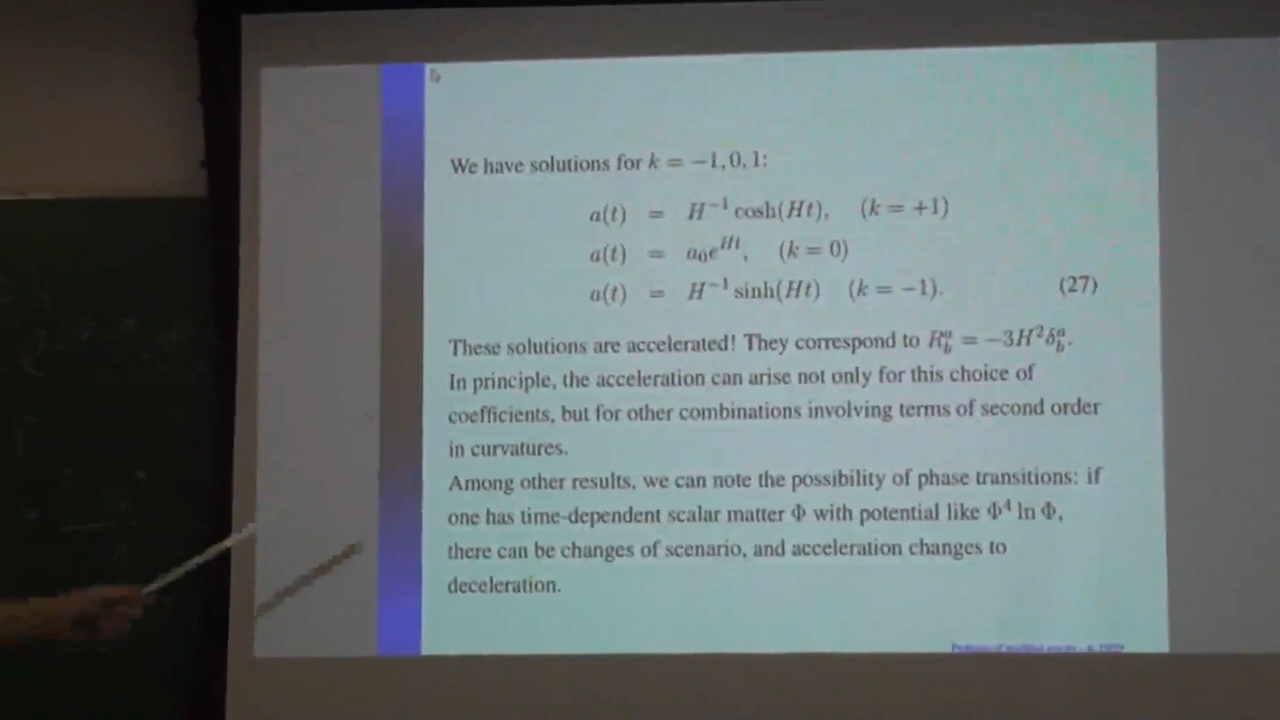 We have solutions for k = −1, 0, 1:
a(t) = H⁻¹ cosh(Ht), (k = +1)
a(t) = a₀e^{Ht}, (k = 0)
a(t) = H⁻¹ sinh(Ht) (k = −1). (27)
These solutions are accelerated! They correspond to R^a_b = −3H²δ^a_b.
In principle, the acceleration can arise not only for this choice of
coefficients, but for other combinations involving terms of second order
in curvatures.
Among other results, we can note the possibility of phase transitions: if
one has time-dependent scalar matter Φ with potential like Φ⁴ ln Φ,
there can be changes of scenario, and acceleration changes to
deceleration.